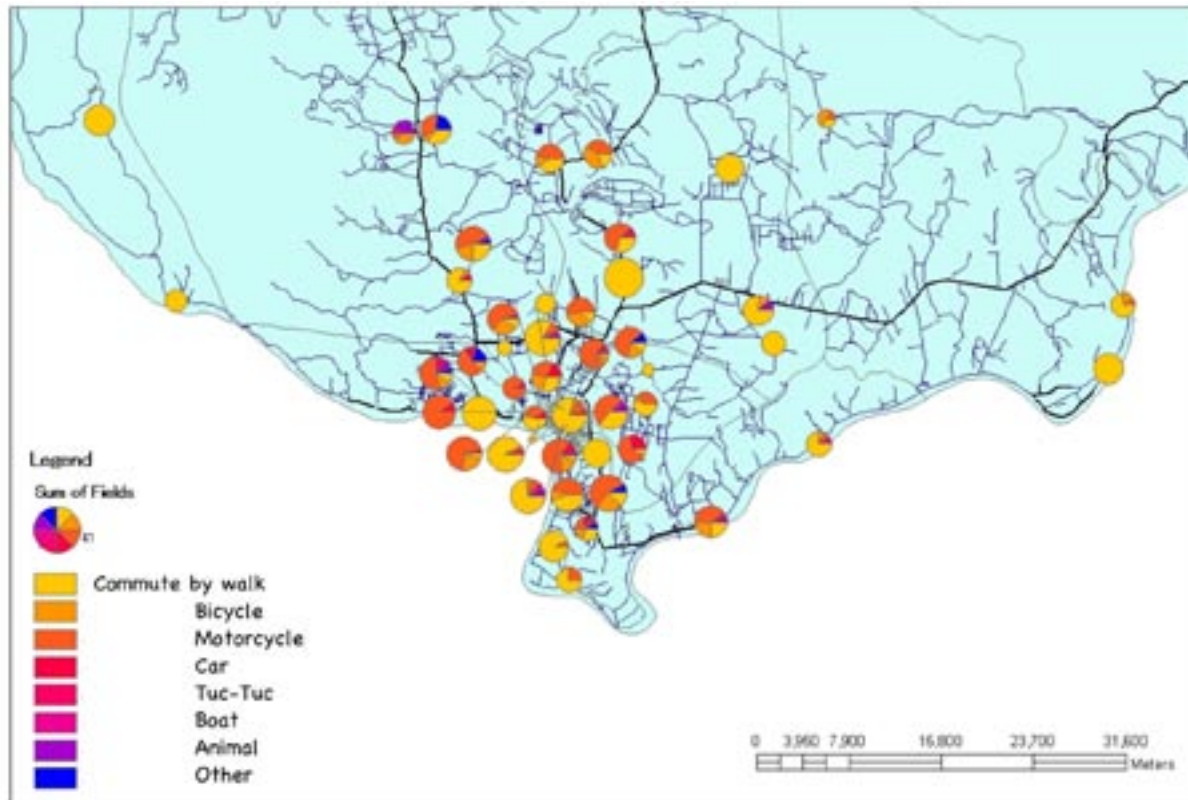 Legend
Sum of Fields
Commute by walk
Bicycle
Motorcycle
Car
Tuc-Tuc
Boat
Animal
Other
0 3,950 7,900 16,800 23,700 31,600
Meters